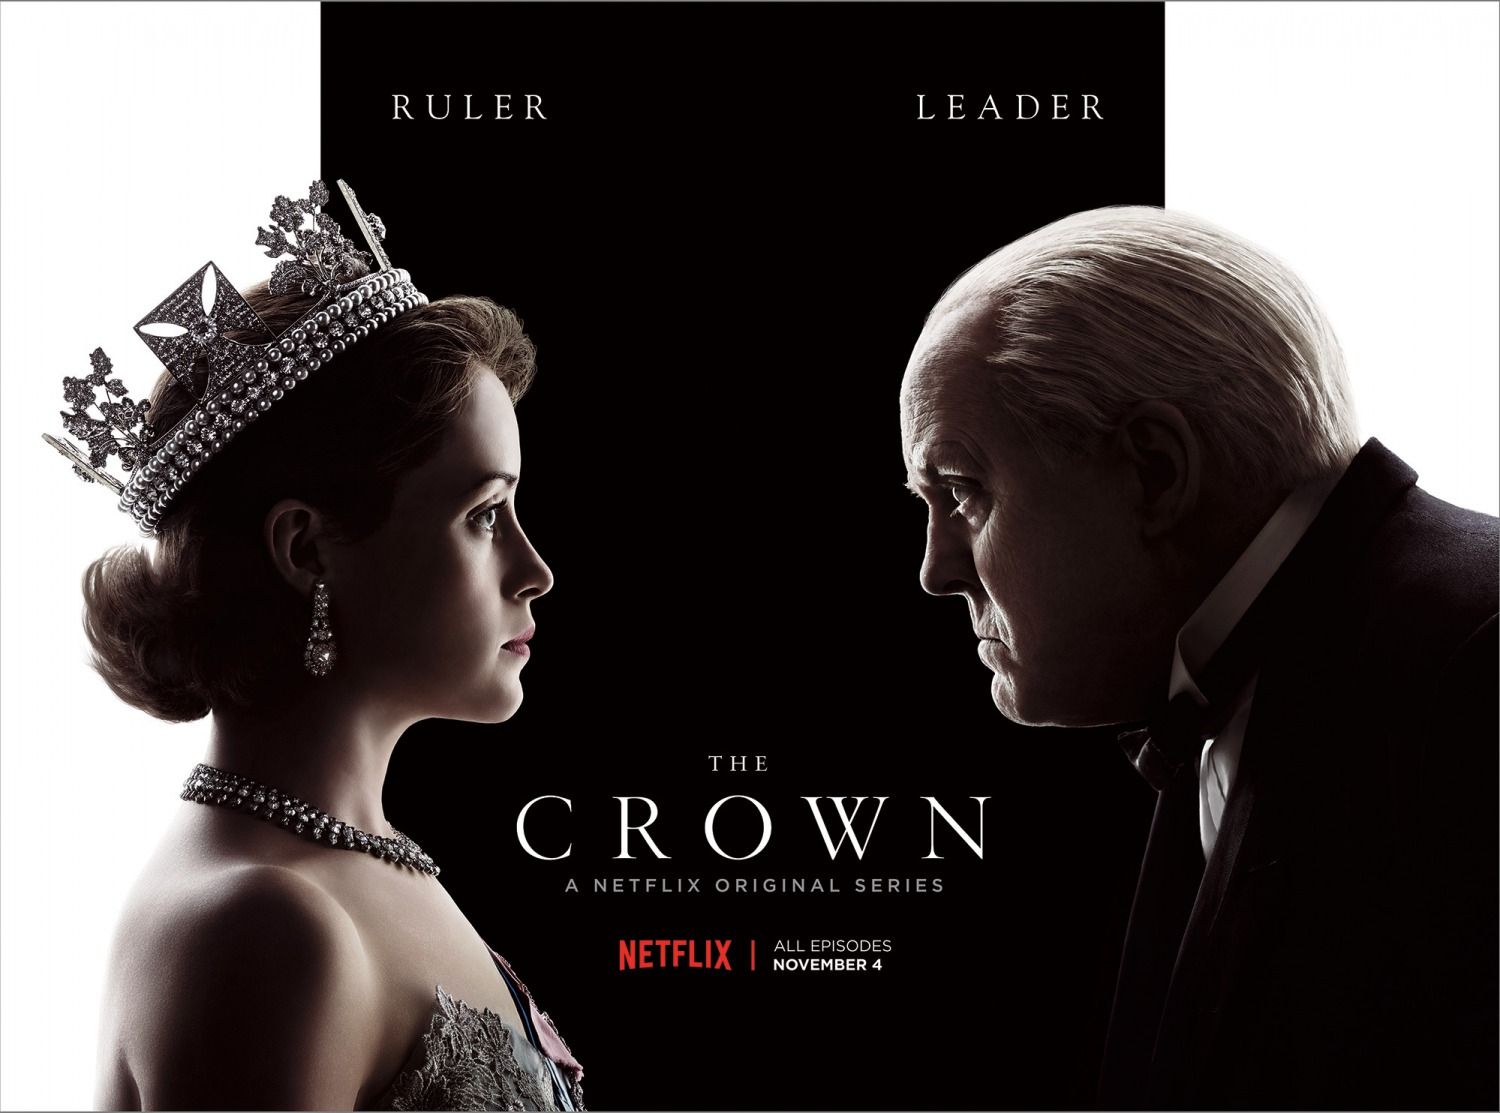 RULER
LEADER
THE
CROWN
A NETFLIX ORIGINAL SERIES
NETFLIX | ALL EPISODES
NOVEMBER 4